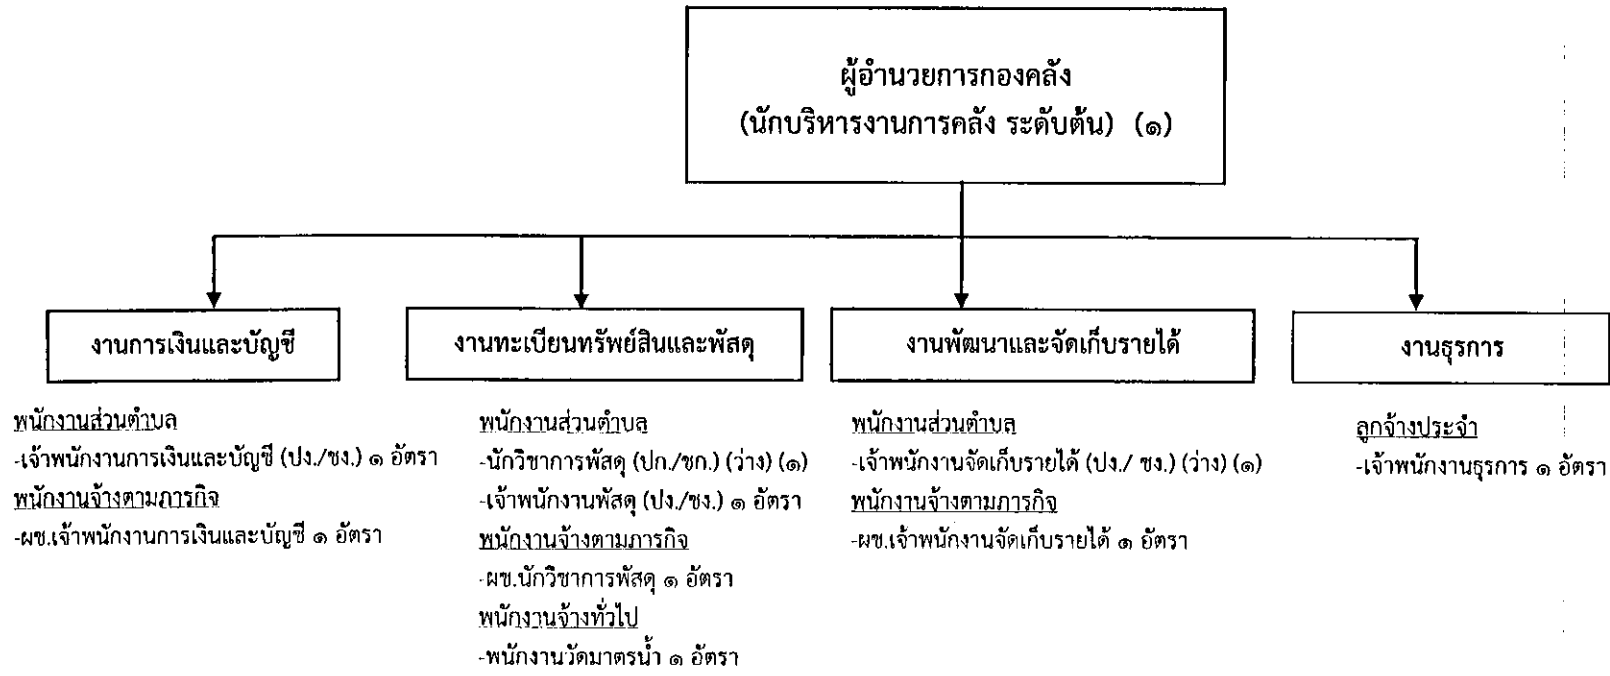 ผู้อำนวยการกองคลัง
(นักบริหารงานการคลัง ระดับต้น) (๑)
งานการเงินและบัญชี
พนักงานส่วนตำบล
-เจ้าพนักงานการเงินและบัญชี (ปง./ชง.) ๑ อัตรา
พนักงานจ้างตามภารกิจ
-ผช.เจ้าพนักงานการเงินและบัญชี ๑ อัตรา
งานทะเบียนทรัพย์สินและพัสดุ
พนักงานส่วนตำบล
-นักวิชาการพัสดุ (ปก./ชก.) (ว่าง) (๑)
-เจ้าพนักงานพัสดุ (ปง./ชง.) ๑ อัตรา
พนักงานจ้างตามภารกิจ
-ผช.นักวิชาการพัสดุ ๑ อัตรา
พนักงานจ้างทั่วไป
-พนักงานวัดมาตรน้ำ ๑ อัตรา
งานพัฒนาและจัดเก็บรายได้
พนักงานส่วนตำบล
-เจ้าพนักงานจัดเก็บรายได้ (ปง./ ชง.) (ว่าง) (๑)
พนักงานจ้างตามภารกิจ
-ผช.เจ้าพนักงานจัดเก็บรายได้ ๑ อัตรา
งานธุรการ
ลูกจ้างประจำ
-เจ้าพนักงานธุรการ ๑ อัตรา